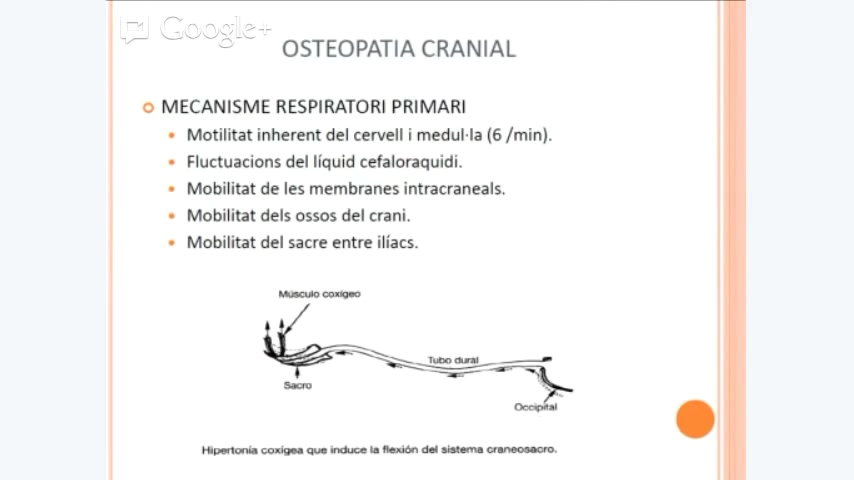 Google+
OSTEOPATIA CRANIAL
MECANISME RESPIRATORI PRIMARI
Motilitat inherent del cervell i medul·la (6 /min).
Fluctuacions del líquid cefaloraquidi.
Mobilitat de les membranes intracraneals.
Mobilitat dels ossos del crani.
Mobilitat del sacre entre ilíacs.
Músculo coxígeo
Tubo dural
Sacro
Occipital
Hipertonía coxígea que induce la flexión del sistema craneosacro.